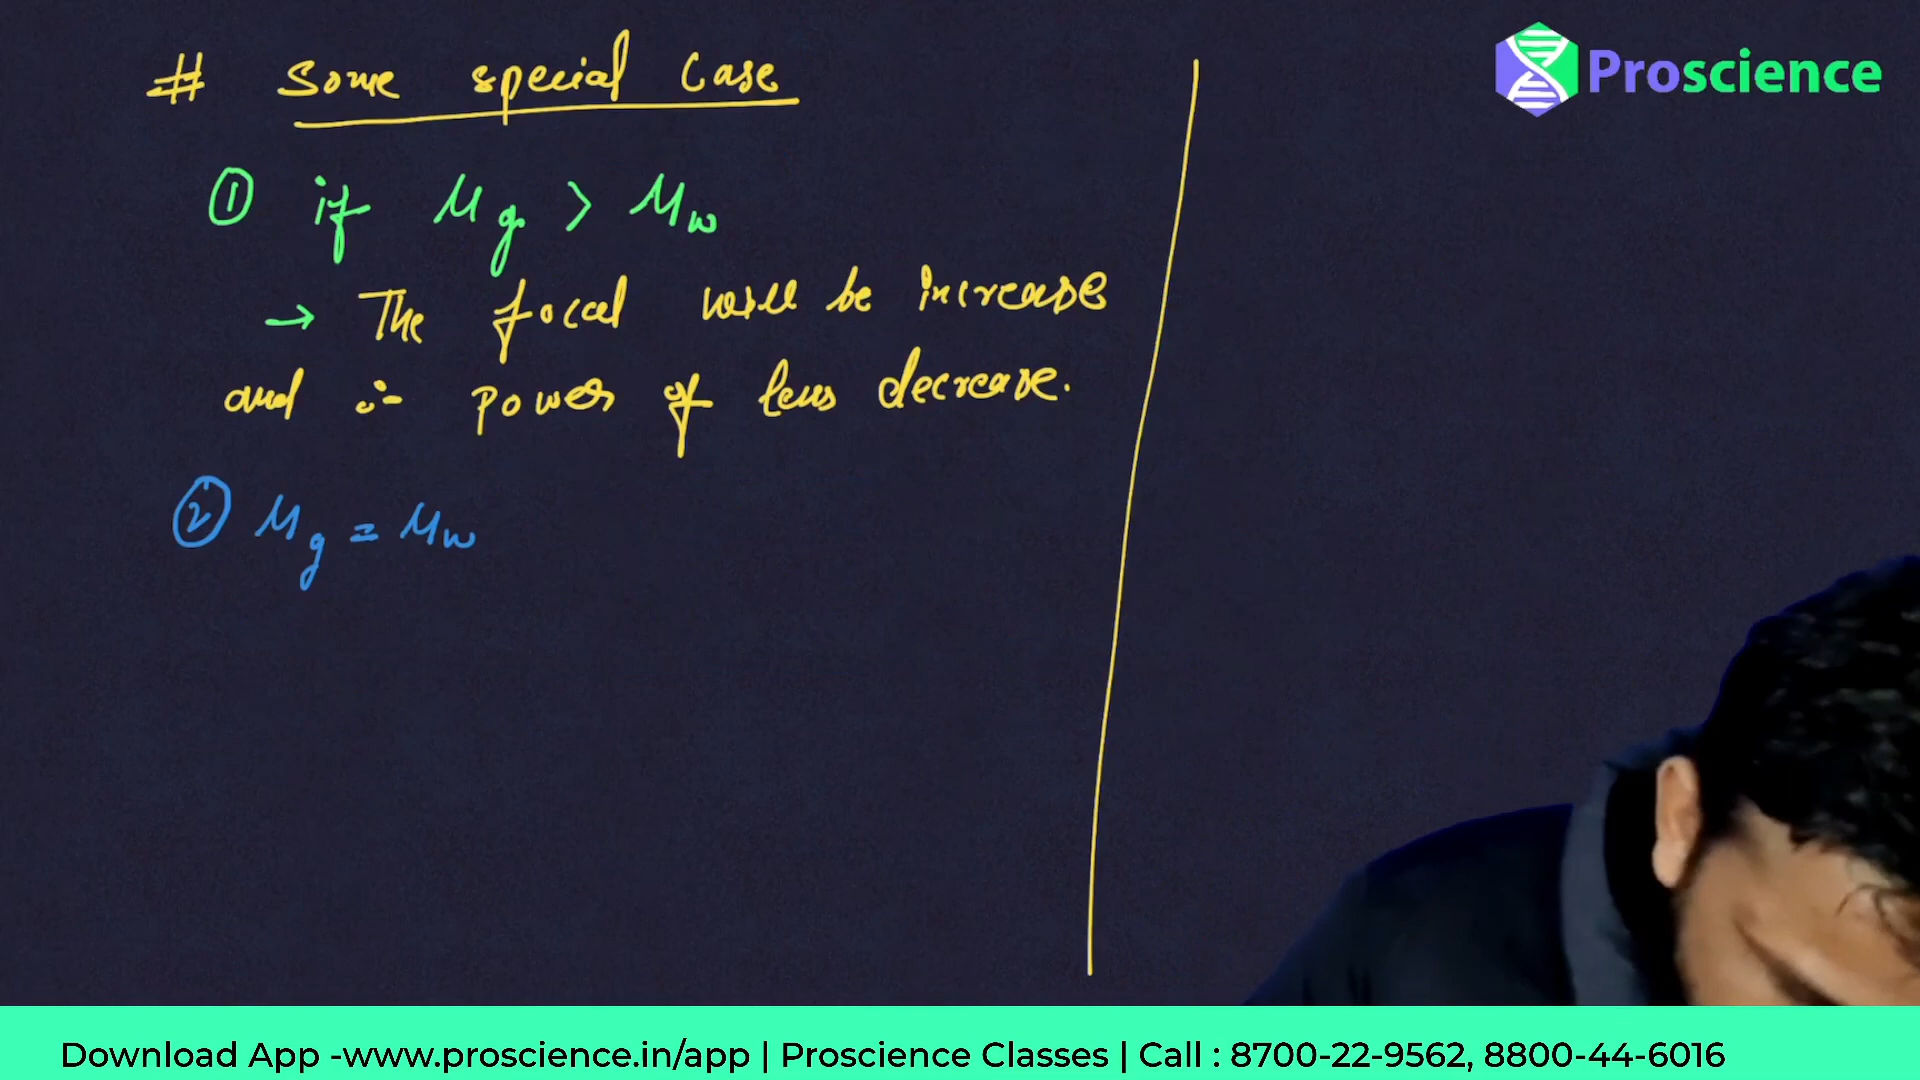 # Some special Case
Proscience
① if μg > μw
→ The focal will be increase
and ∴ power of lens decrease.
② μg = μw
Download App -www.proscience.in/app | Proscience Classes | Call : 8700-22-9562, 8800-44-6016